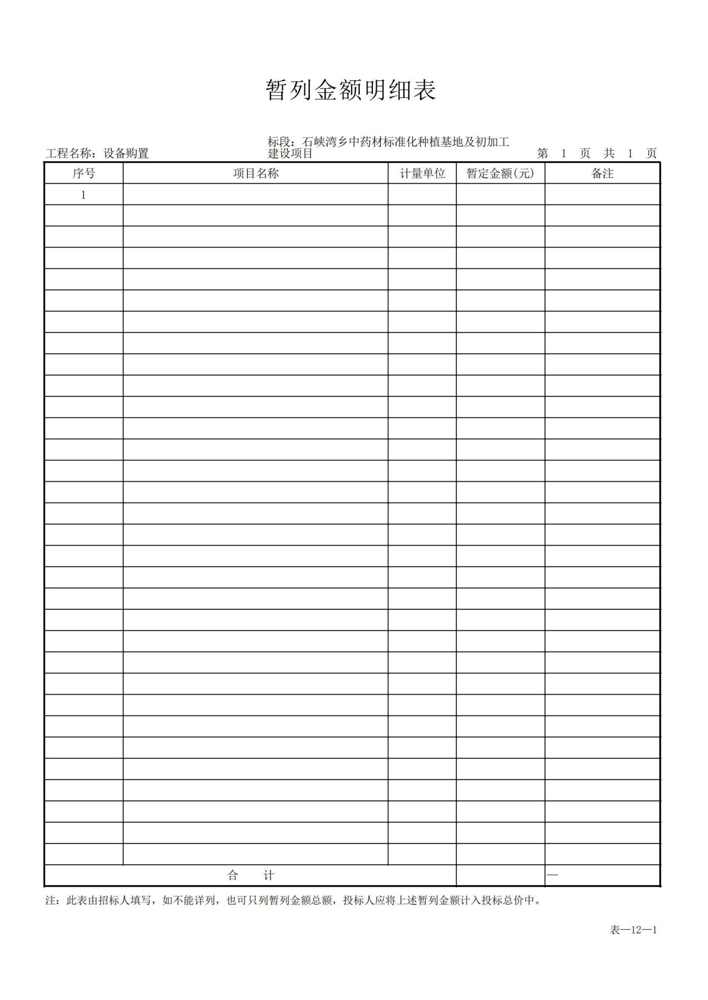 暂列金额明细表
标段：石峡湾乡中药材标准化种植基地及初加工
工程名称：设备购置 建设项目 第 1 页 共 1 页
序号 项目名称 计量单位 暂定金额(元) 备注
1
合 计 —
注：此表由招标人填写，如不能详列，也可只列暂列金额总额，投标人应将上述暂列金额计入投标总价中。
表—12—1